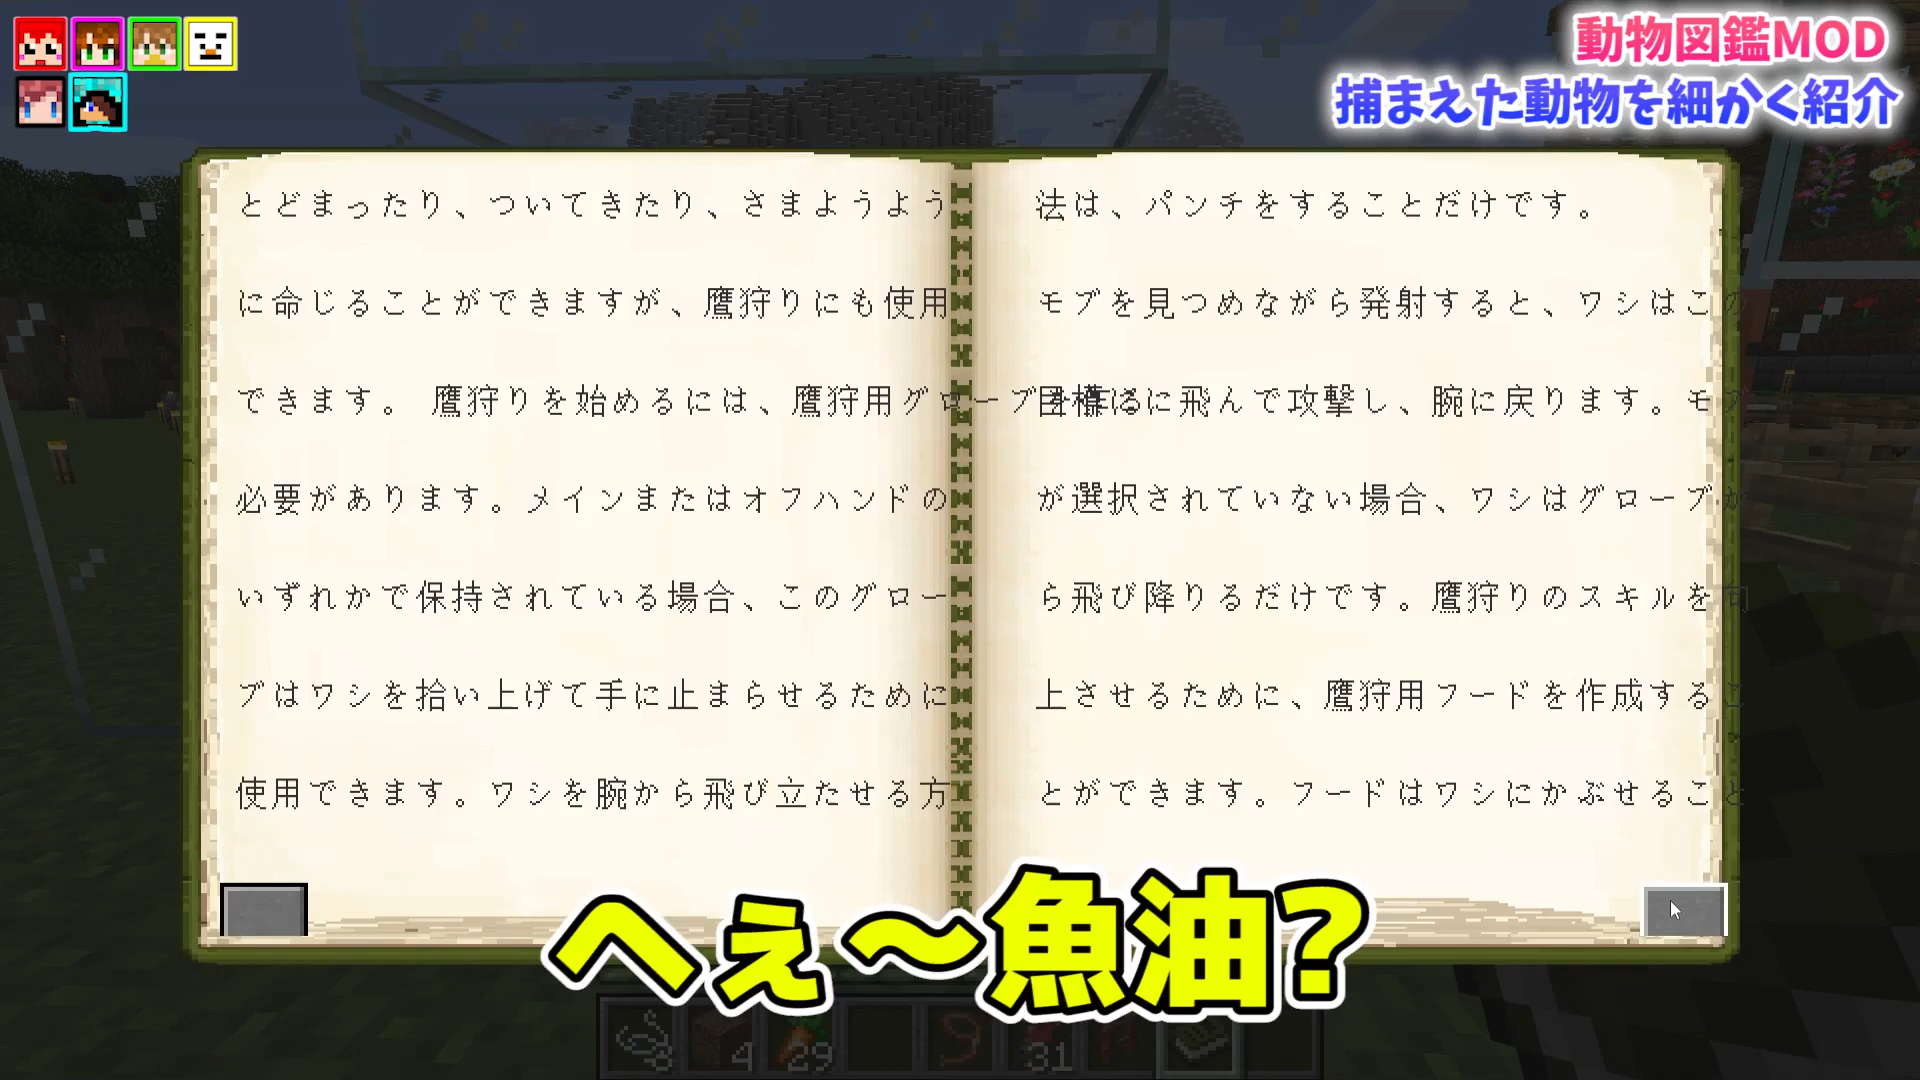 動物図鑑MOD
捕まえた動物を細かく紹介
とどまったり、ついてきたり、さまようよう
に命じることができますが、鷹狩りにも使用
できます。 鷹狩りを始めるには、鷹狩用グローブを作る
必要があります。メインまたはオフハンドの
いずれかで保持されている場合、このグロー
ブはワシを拾い上げて手に止まらせるために
使用できます。ワシを腕から飛び立たせる方
法は、パンチをすることだけです。
モブを見つめながら発射すると、ワシはこの
目標に飛んで攻撃し、腕に戻ります。モブ
が選択されていない場合、ワシはグローブか
ら飛び降りるだけです。鷹狩りのスキルを向
上させるために、鷹狩用フードを作成するこ
とができます。フードはワシにかぶせること
へぇ～魚油?
3
4
29
31